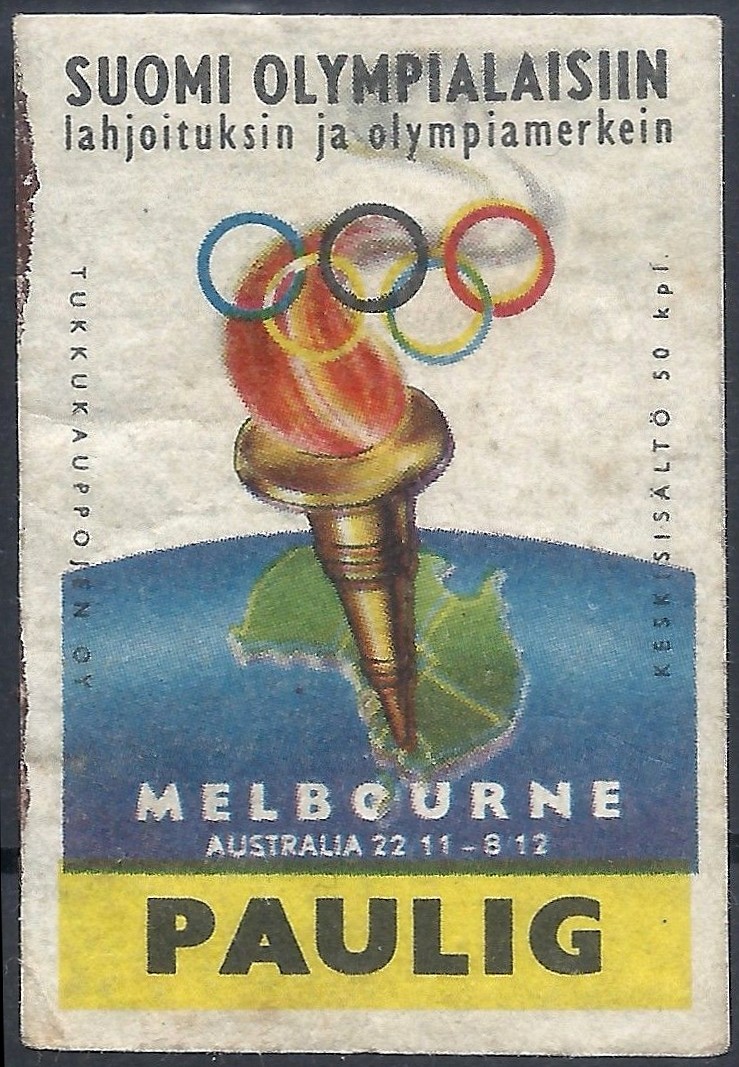 SUOMI OLYMPIALAISIIN
lahjoituksin ja olympiamerkein
TUKKUKAUPPOJEN OY
KESKISISÄLTÖ 50 kpl.
MELBOURNE
AUSTRALIA 22 11 - 8 12
PAULIG